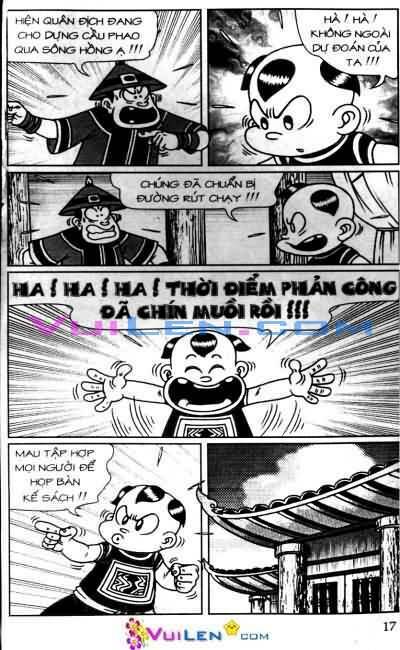 HIỆN QUÂN ĐỊCH ĐANG
CHO DỰNG CẦU PHAO
QUA SÔNG HỒNG Ạ !!!
HÀ ! HÀ !
KHÔNG NGOÀI
DỰ ĐOÁN CỦA
TA !!!
CHÚNG ĐÃ CHUẨN BỊ
ĐƯỜNG RÚT CHẠY !!!
HA ! HA ! HA ! THỜI ĐIỂM PHẢN CÔNG
ĐÃ CHÍN MUỒI RỒI !!!
VUILEN.COM
MAU TẬP HỢP
MỌI NGƯỜI ĐỂ
HỌP BÀN
KẾ SÁCH !!
17
VUILEN.COM